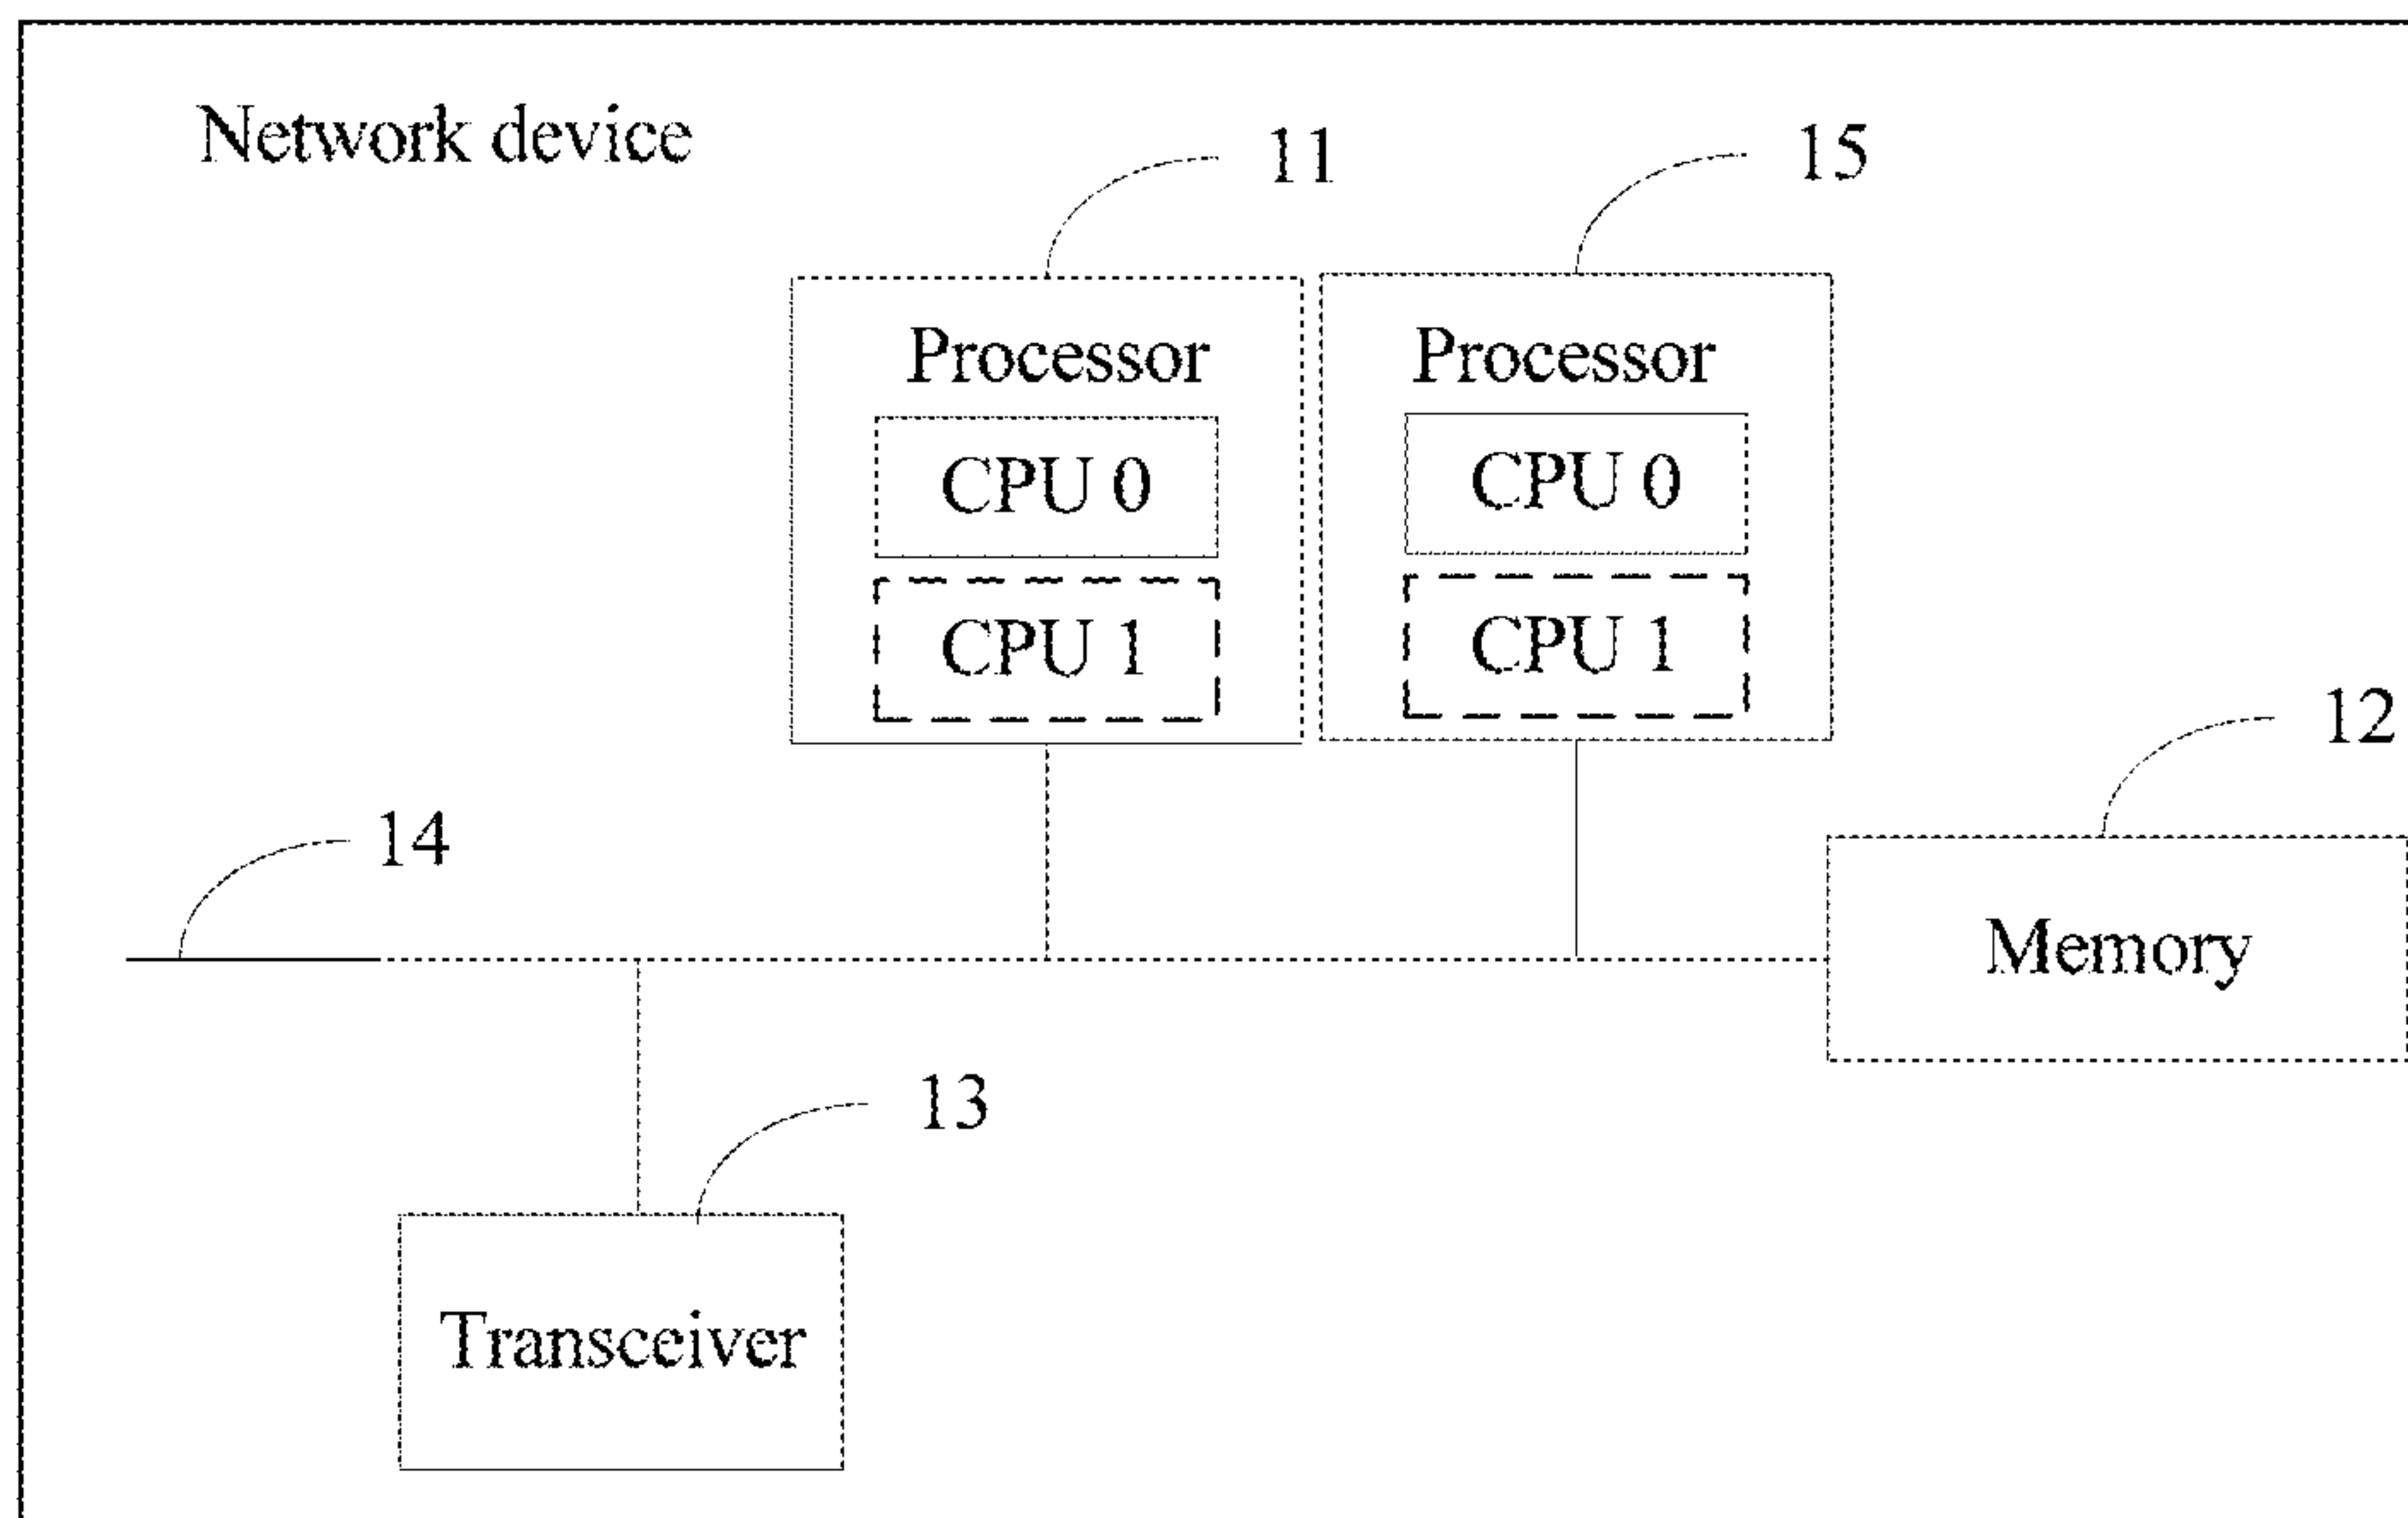 Network device
11
15
Processor
Processor
CPU 0
CPU 0
CPU 1
CPU 1
12
14
Memory
13
Transceiver